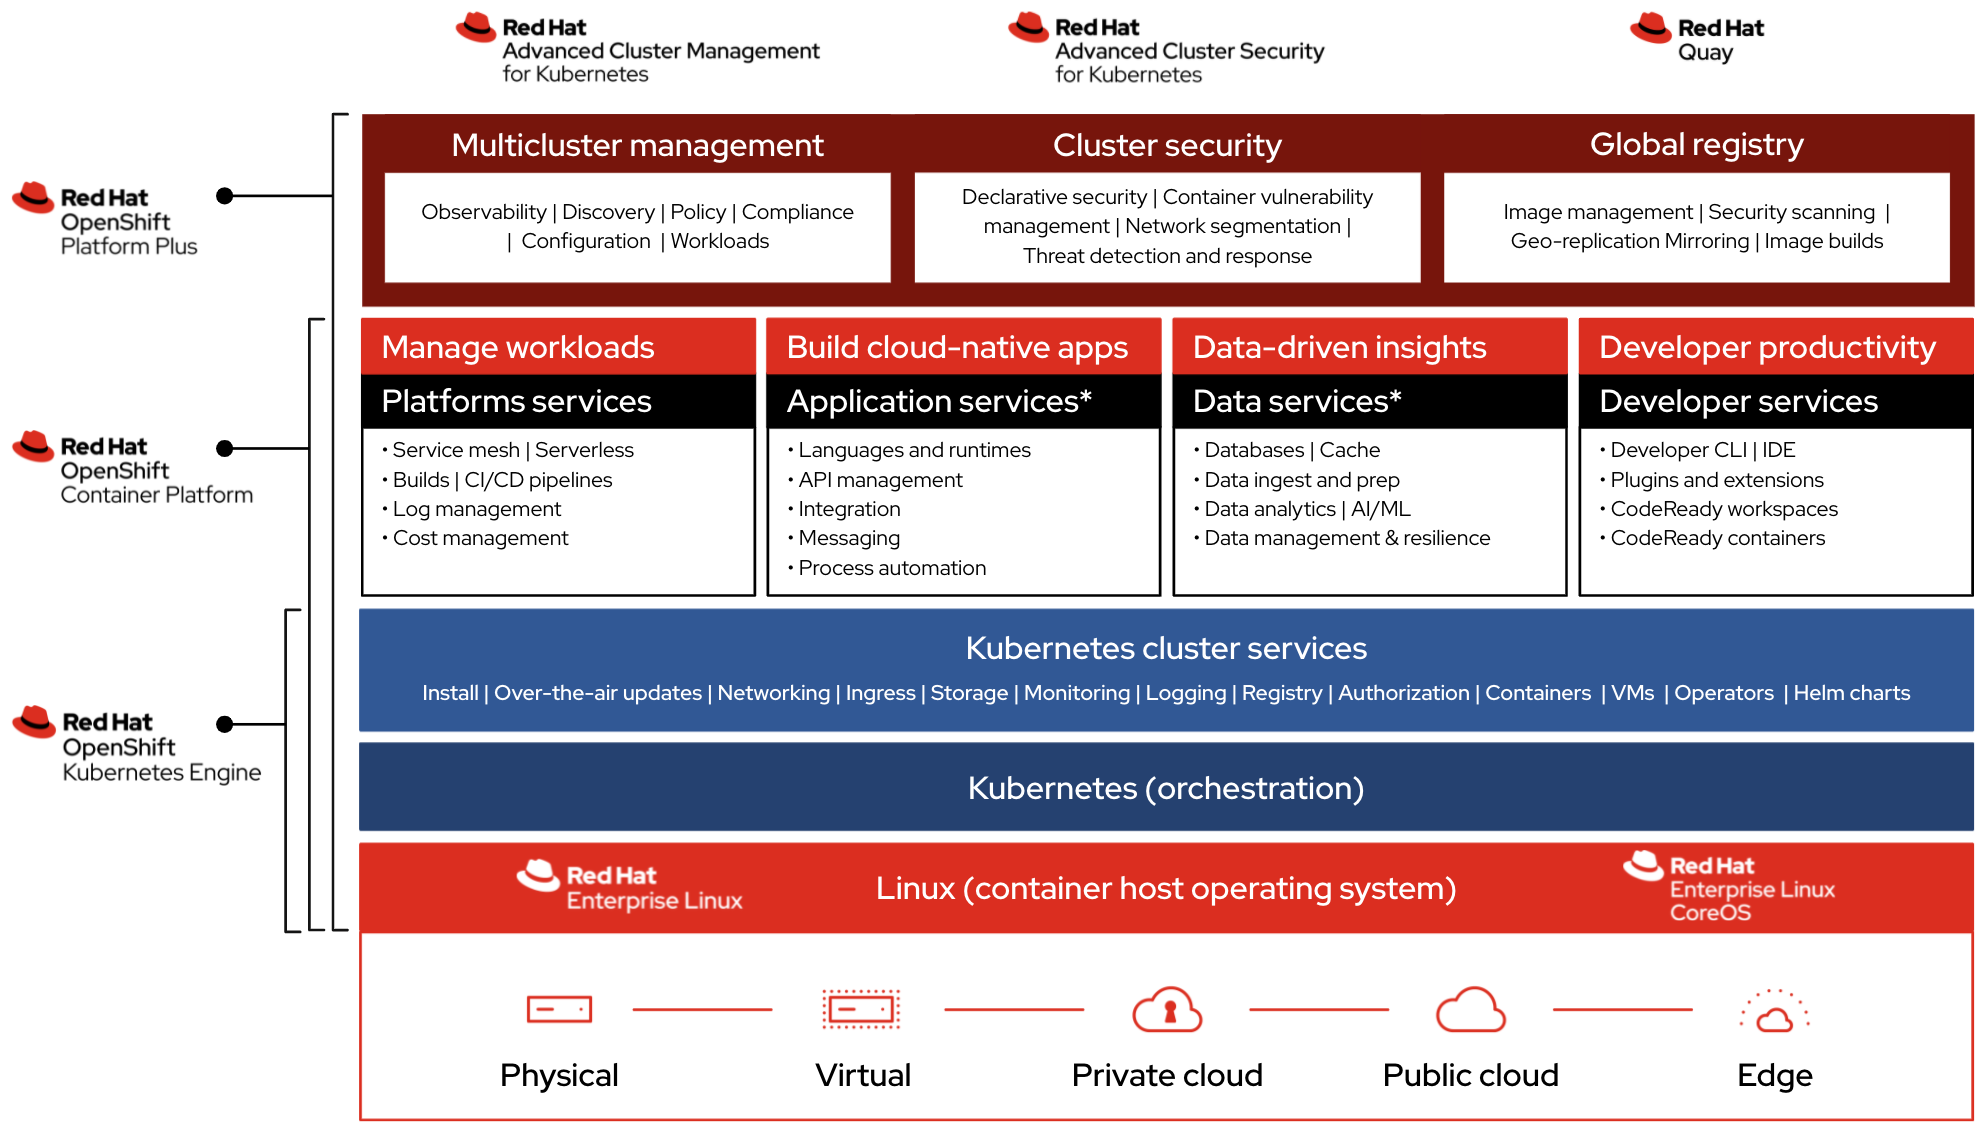 Red Hat
Advanced Cluster Management
for Kubernetes
Red Hat
Advanced Cluster Security
for Kubernetes
Red Hat
Quay
Red Hat
OpenShift
Platform Plus
Multicluster management
Observability | Discovery | Policy | Compliance
| Configuration | Workloads
Cluster security
Declarative security | Container vulnerability
management | Network segmentation |
Threat detection and response
Global registry
Image management | Security scanning |
Geo-replication Mirroring | Image builds
Red Hat
OpenShift
Container Platform
Manage workloads
Platforms services
• Service mesh | Serverless
• Builds | CI/CD pipelines
• Log management
• Cost management
Build cloud-native apps
Application services*
• Languages and runtimes
• API management
• Integration
• Messaging
• Process automation
Data-driven insights
Data services*
• Databases | Cache
• Data ingest and prep
• Data analytics | AI/ML
• Data management & resilience
Developer productivity
Developer services
• Developer CLI | IDE
• Plugins and extensions
• CodeReady workspaces
• CodeReady containers
Red Hat
OpenShift
Kubernetes Engine
Kubernetes cluster services
Install | Over-the-air updates | Networking | Ingress | Storage | Monitoring | Logging | Registry | Authorization | Containers | VMs | Operators | Helm charts
Kubernetes (orchestration)
Red Hat
Enterprise Linux
Linux (container host operating system)
Red Hat
Enterprise Linux
CoreOS
Physical
Virtual
Private cloud
Public cloud
Edge